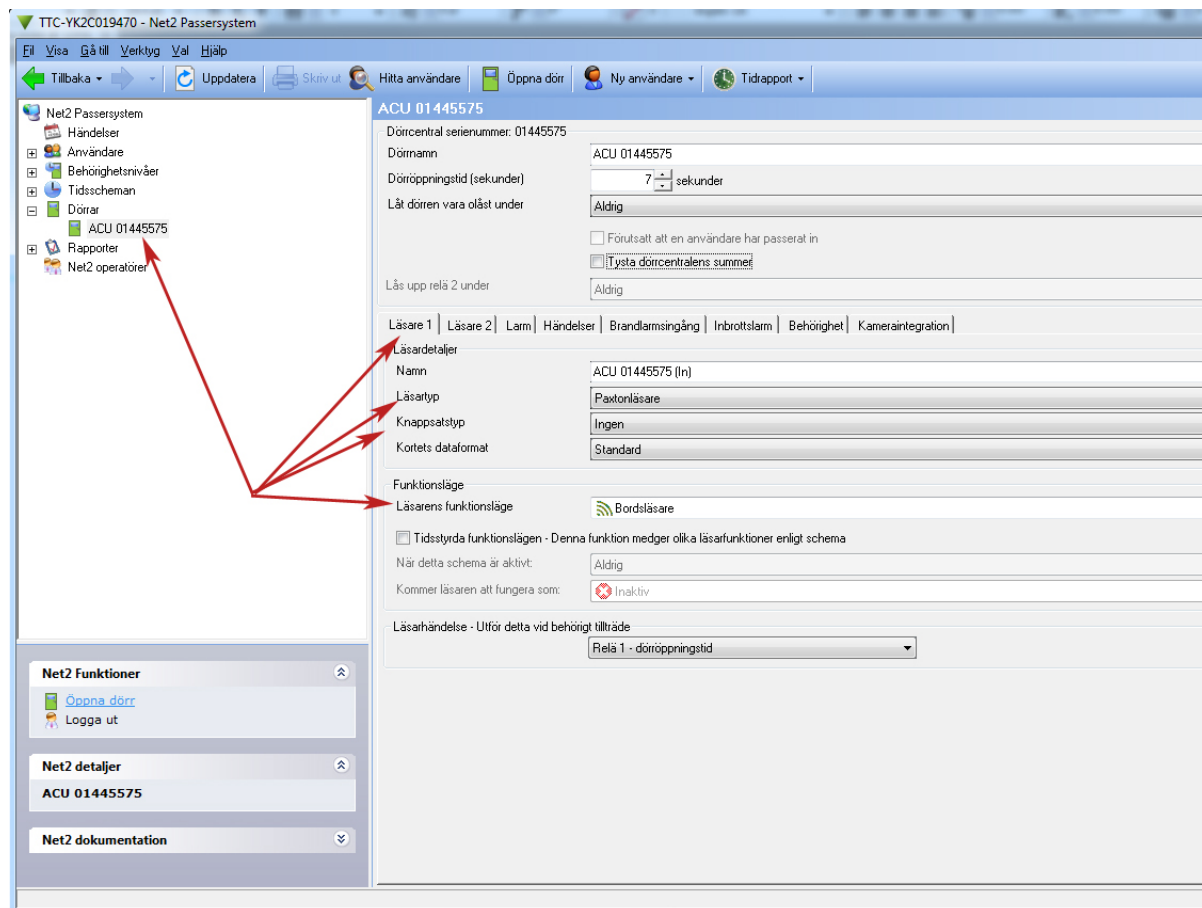 TTC-YK2C019470 - Net2 Passersystem
Fil Visa Gå till Verktyg Val Hjälp
Tillbaka Uppdatera Skriv ut Hitta användare Öppna dörr Ny användare Tidrapport
Net2 Passersystem
Händelser
Användare
Behörighetsnivåer
Tidsscheman
Dörrar
ACU 01445575
Rapporter
Net2 operatörer
ACU 01445575
Dörrcentral serienummer: 01445575
Dörrnamn ACU 01445575
Dörröppningstid (sekunder) 7 sekunder
Låt dörren vara olåst under Aldrig
Förutsatt att en användare har passerat in
Tysta dörrcentralens summer
Lås upp relä 2 under Aldrig
Läsare 1 Läsare 2 Larm Händelser Brandlarmsingång Inbrottslarm Behörighet Kameraintegration
Läsardetaljer
Namn ACU 01445575 (In)
Läsartyp Paxtonläsare
Knappsatstyp Ingen
Kortets dataformat Standard
Funktionsläge
Läsarens funktionsläge Bordsläsare
Tidsstyrda funktionslägen - Denna funktion medger olika läsarfunktioner enligt schema
När detta schema är aktivt: Aldrig
Kommer läsaren att fungera som: Inaktiv
Läsarhändelse - Utför detta vid behörigt tillträde
Relä 1 - dörröppningstid
Net2 Funktioner
Öppna dörr
Logga ut
Net2 detaljer
ACU 01445575
Net2 dokumentation